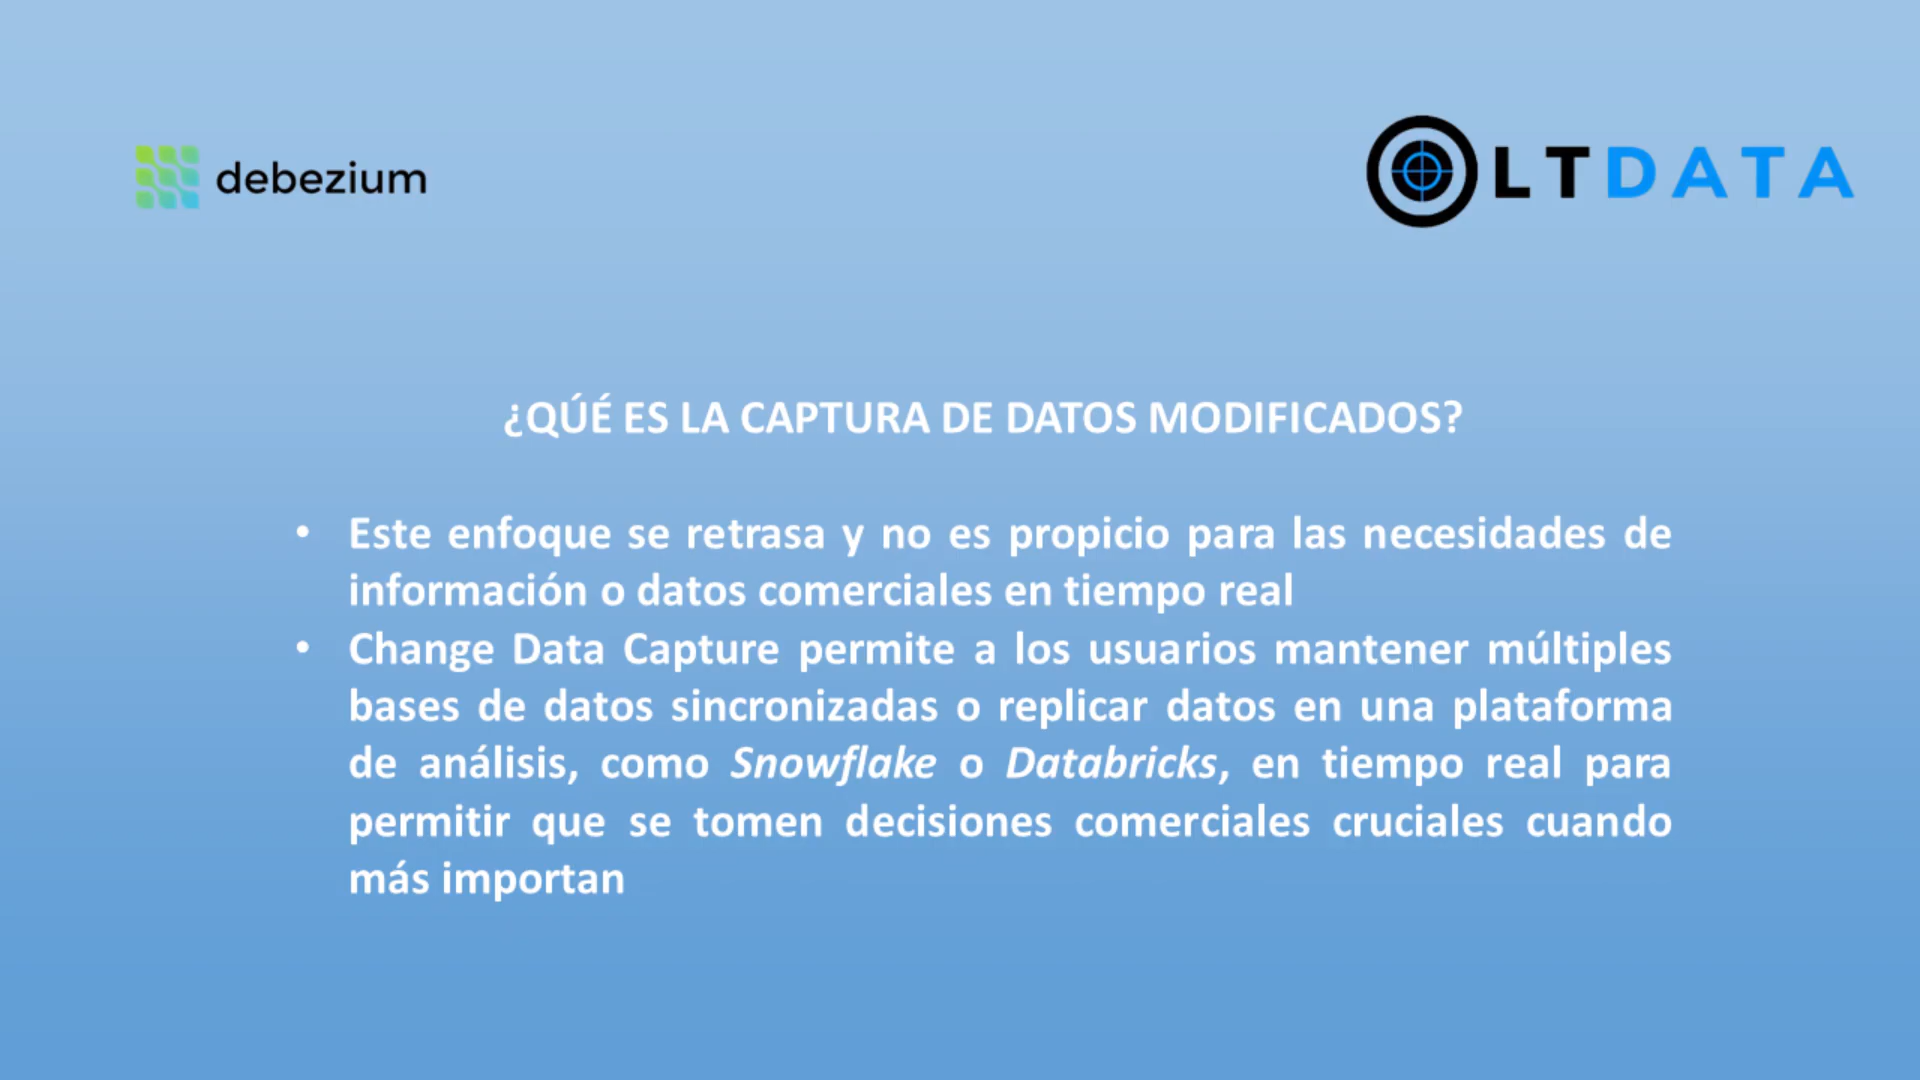 debezium
LTDATA
¿QÚÉ ES LA CAPTURA DE DATOS MODIFICADOS?
• Este enfoque se retrasa y no es propicio para las necesidades de
información o datos comerciales en tiempo real
• Change Data Capture permite a los usuarios mantener múltiples
bases de datos sincronizadas o replicar datos en una plataforma
de análisis, como Snowflake o Databricks, en tiempo real para
permitir que se tomen decisiones comerciales cruciales cuando
más importan